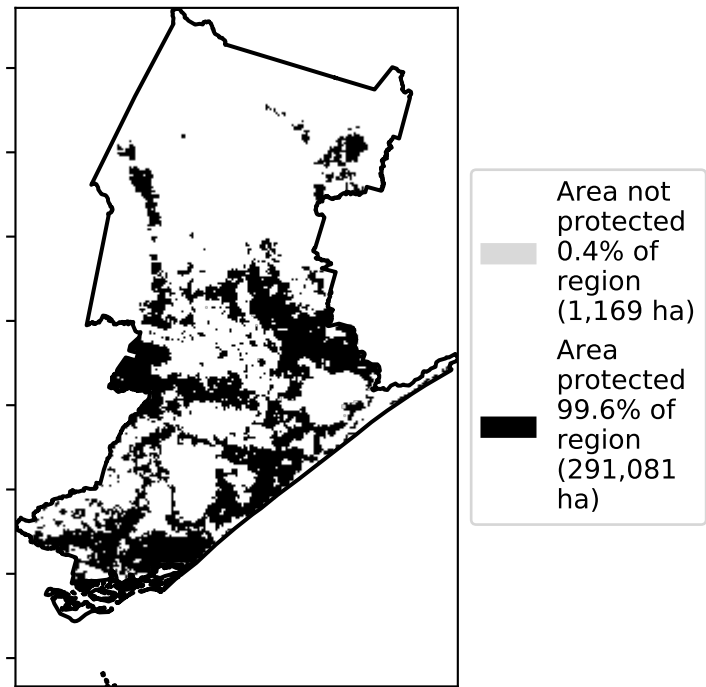 Area not
protected
0.4% of
region
(1,169 ha)
Area
protected
99.6% of
region
(291,081
ha)